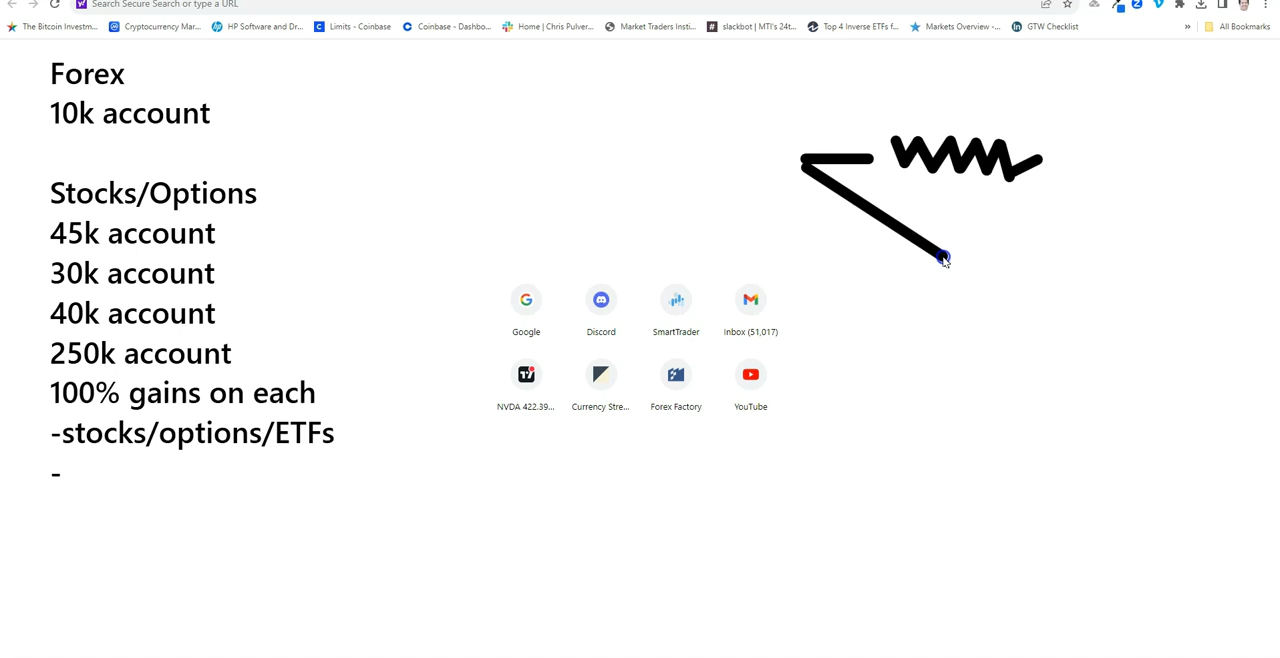 Search Secure Search or type a URL
The Bitcoin Investm... Cryptocurrency Mar... HP Software and Dr... Limits - Coinbase Coinbase - Dashbo... Home | Chris Pulver... Market Traders Insti... slackbot | MTI's 24t... Top 4 Inverse ETFs f... Markets Overview -... GTW Checklist » All Bookmarks
Forex
10k account
Stocks/Options
45k account
30k account
40k account
250k account
100% gains on each
-stocks/options/ETFs
-
Google Discord SmartTrader Inbox (51,017)
NVDA 422.39... Currency Stre... Forex Factory YouTube